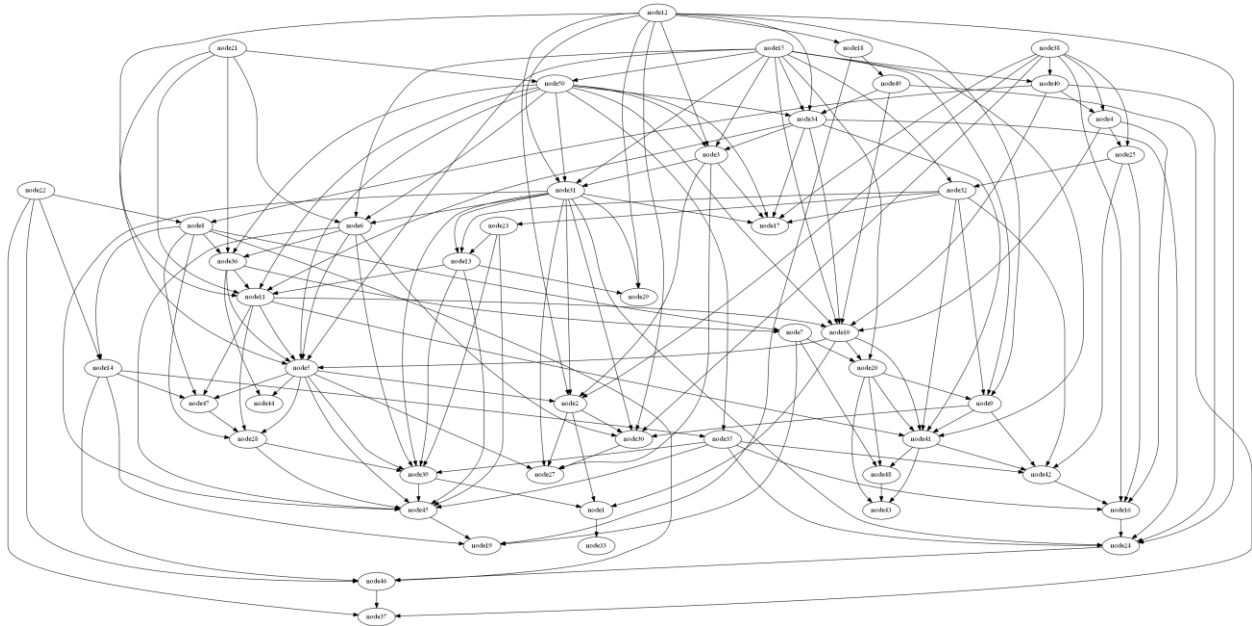 node12
node21 node15 node18 node38
node50 node49 node40
node34 node4
node3 node25
node22 node31 node32
node8 node6 node23 node17
node36 node13
node11 node29
node7 node10
node14 node5 node20
node47 node44 node2 node9
node28 node30 node35 node41
node39 node27 node48 node42
node45 node1 node43 node16
node19 node33 node24
node46
node37